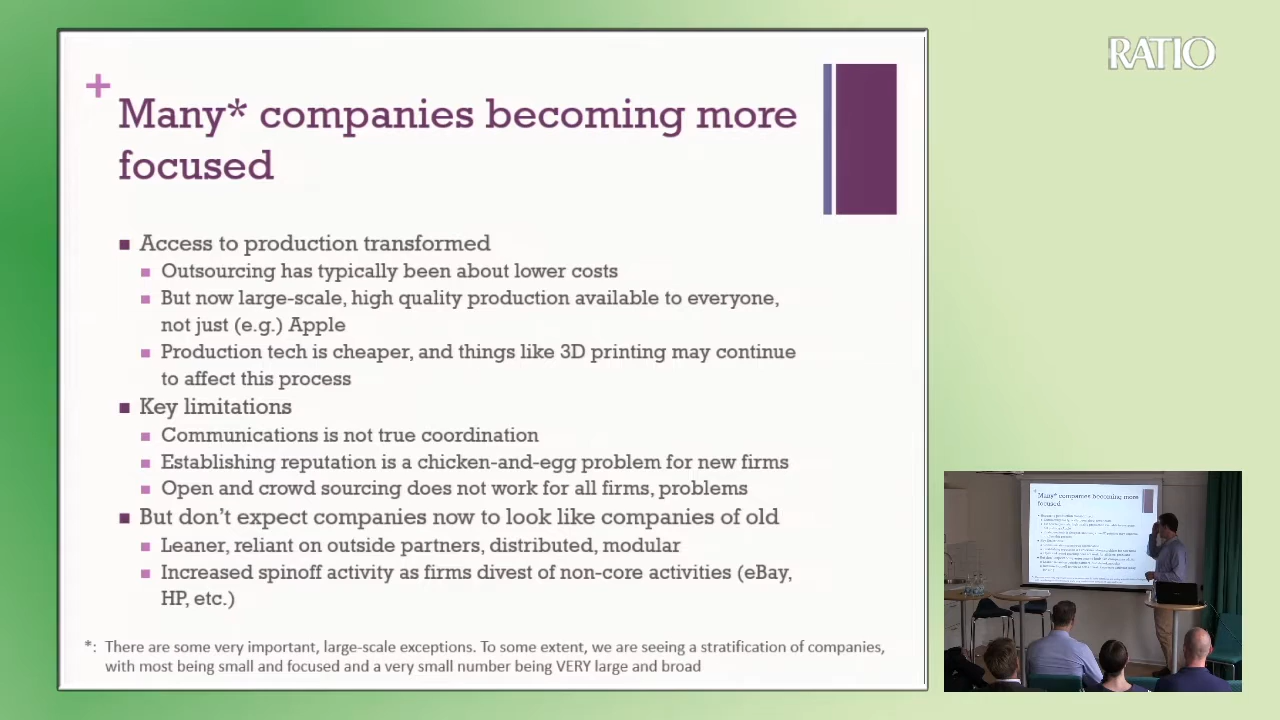 RATIO
+
Many* companies becoming more
focused
Access to production transformed
Outsourcing has typically been about lower costs
But now large-scale, high quality production available to everyone,
not just (e.g.) Apple
Production tech is cheaper, and things like 3D printing may continue
to affect this process
Key limitations
Communications is not true coordination
Establishing reputation is a chicken-and-egg problem for new firms
Open and crowd sourcing does not work for all firms, problems
But don't expect companies now to look like companies of old
Leaner, reliant on outside partners, distributed, modular
Increased spinoff activity as firms divest of non-core activities (eBay,
HP, etc.)
*: There are some very important, large-scale exceptions. To some extent, we are seeing a stratification of companies,
with most being small and focused and a very small number being VERY large and broad
Many* companies becoming more
focused